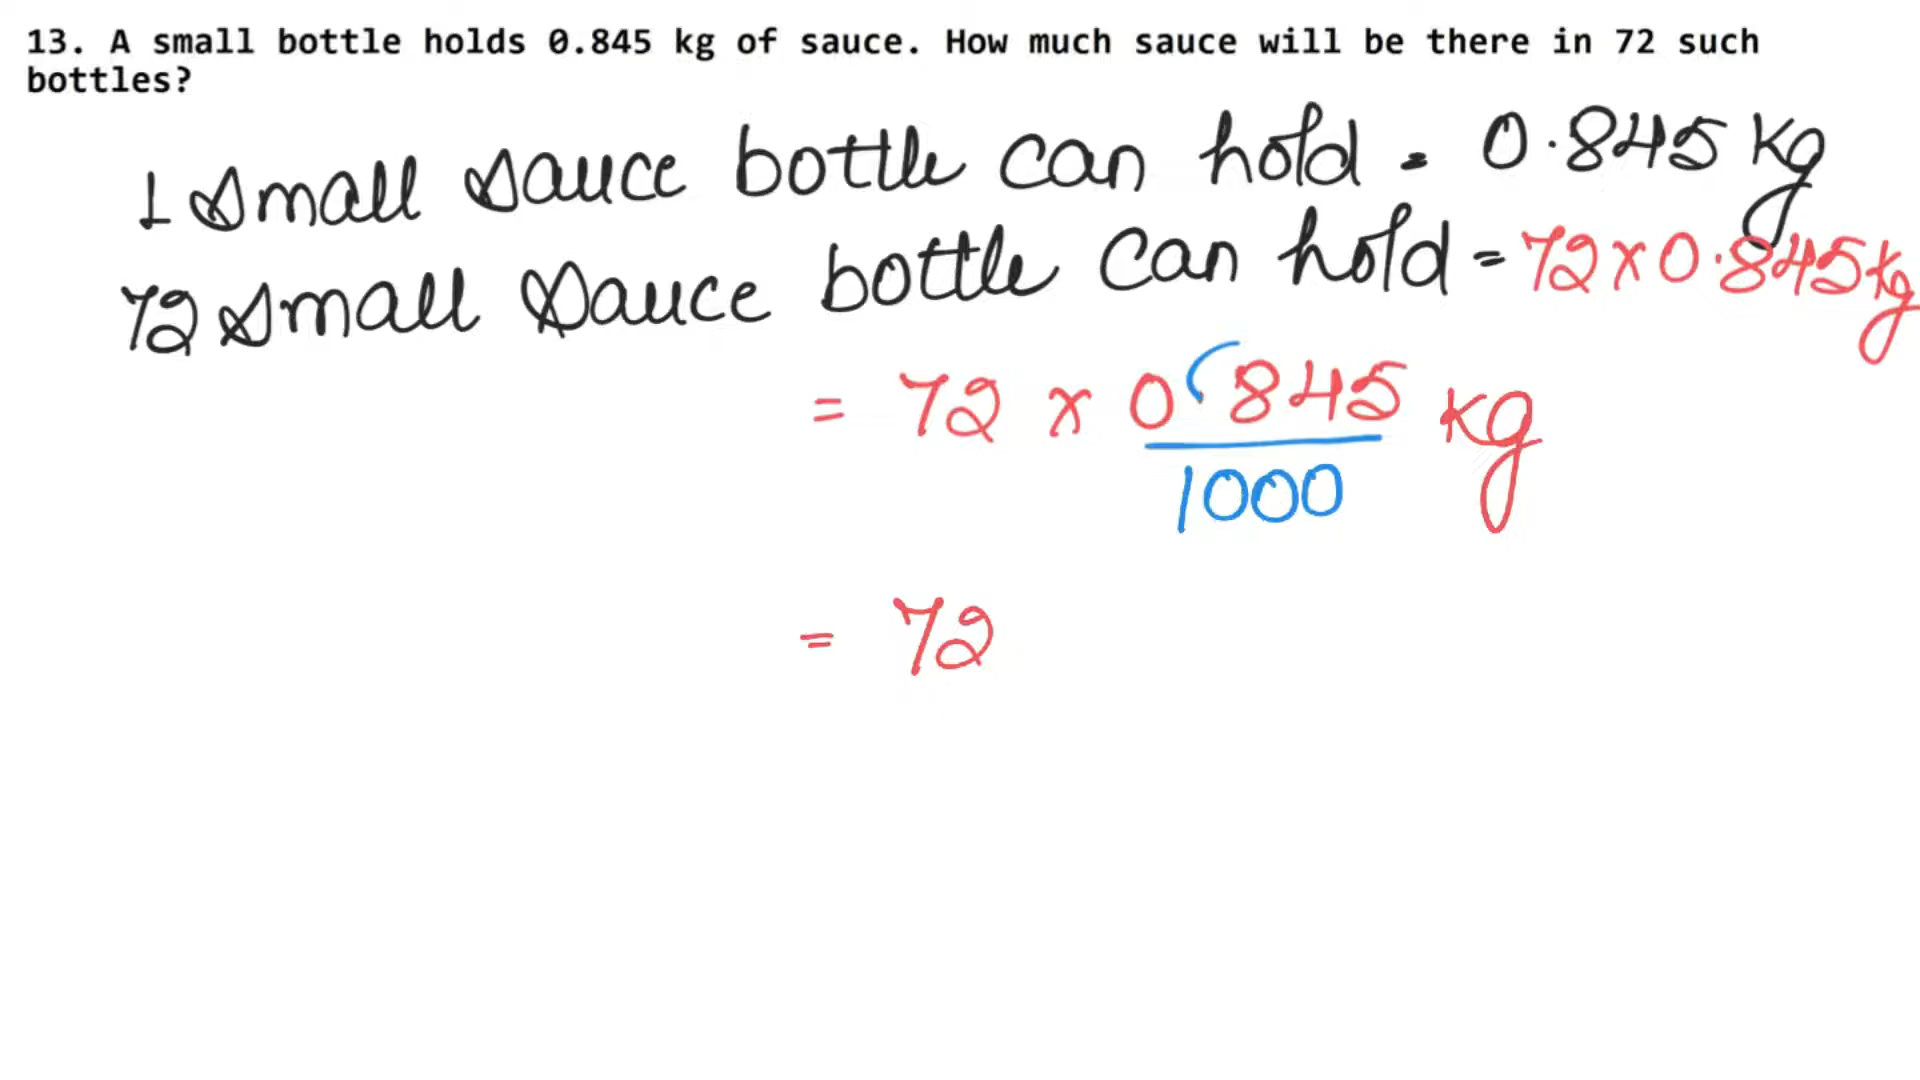 13. A small bottle holds 0.845 kg of sauce. How much sauce will be there in 72 such
bottles?
1 Small Sauce bottle can hold = 0.845 kg
72 Small Sauce bottle can hold = 72 x 0.845 kg
= 72 x 0.845 kg
1000
= 72